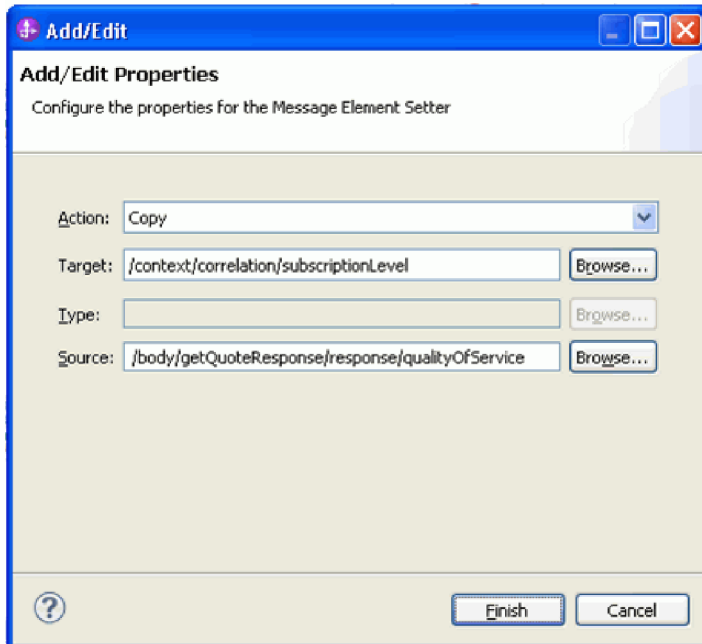 Add/Edit
Add/Edit Properties
Configure the properties for the Message Element Setter
Action: Copy
Target: /context/correlation/subscriptionLevel Browse...
Type: Browse...
Source: /body/getQuoteResponse/response/qualityOfService Browse...
? Finish Cancel